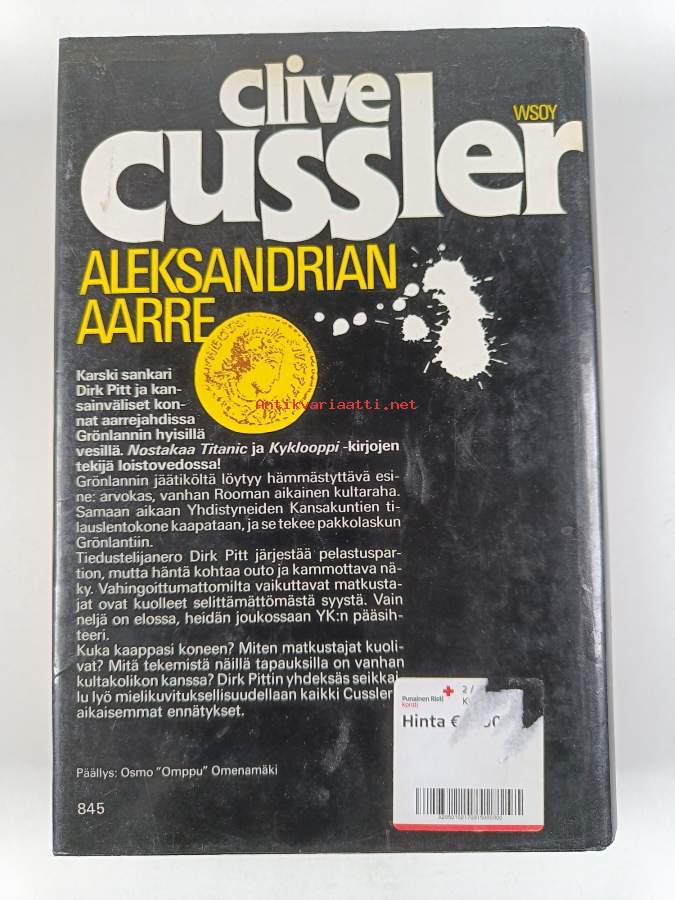 clive
cussler
WSOY
ALEKSANDRIAN
AARRE
Karski sankari
Dirk Pitt ja kan-
sainväliset kon-
nat aarrejahdissa
Grönlannin hyisillä
vesillä. Nostakaa Titanic ja Kyklooppi -kirjojen
tekijä loistovedossa!
Grönlannin jäätiköltä löytyy hämmästyttävä esi-
ne: arvokas, vanhan Rooman aikainen kultaraha.
Samaan aikaan Yhdistyneiden Kansakuntien ti-
lauslentokone kaapataan, ja se tekee pakkolaskun
Grönlantiin.
Tiedustelijanero Dirk Pitt järjestää pelastuspar-
tion, mutta häntä kohtaa outo ja kammottava nä-
ky. Vahingoittumattomilta vaikuttavat matkusta-
jat ovat kuolleet selittämättömästä syystä. Vain
neljä on elossa, heidän joukossaan YK:n pääsih-
teeri.
Kuka kaappasi koneen? Miten matkustajat kuoli-
vat? Mitä tekemistä näillä tapauksilla on vanhan
kultakolikon kanssa? Dirk Pittin yhdeksäs seikkai-
lu lyö mielikuvituksellisuudellaan kaikki Cussler
aikaisemmat ennätykset.
Päällys: Osmo "Omppu" Omenamäki
845
Antikvariaatti.net
Punainen Risti
Kontti
2 /
K
Hinta €